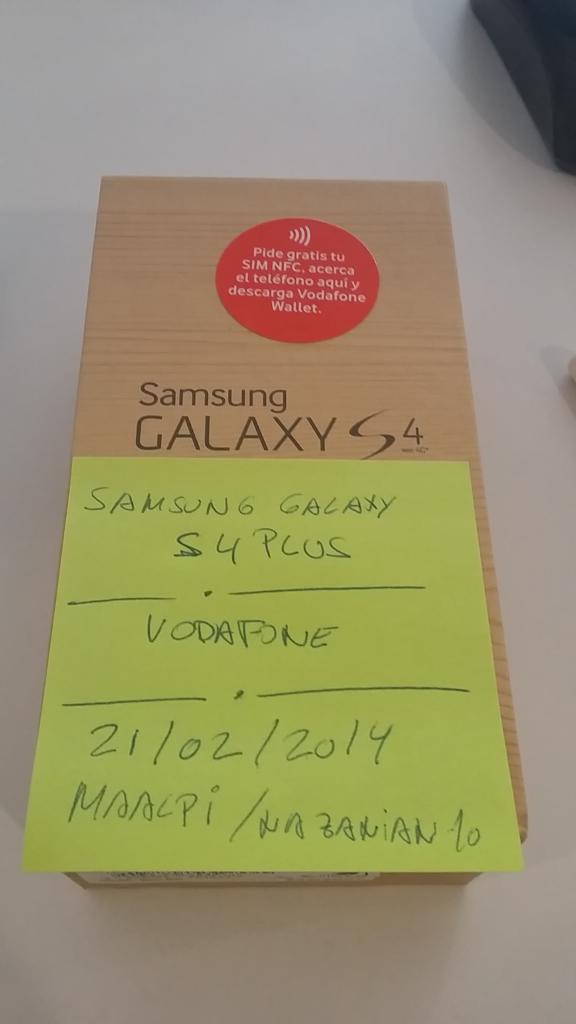 Pide gratis tu
SIM NFC, acerca
el teléfono aquí y
descarga Vodafone
Wallet.
Samsung
GALAXY S4
SAMSUNG GALAXY
S4 PLUS
VODAFONE
21/02/2014
MAALPI / NAZANIAN10